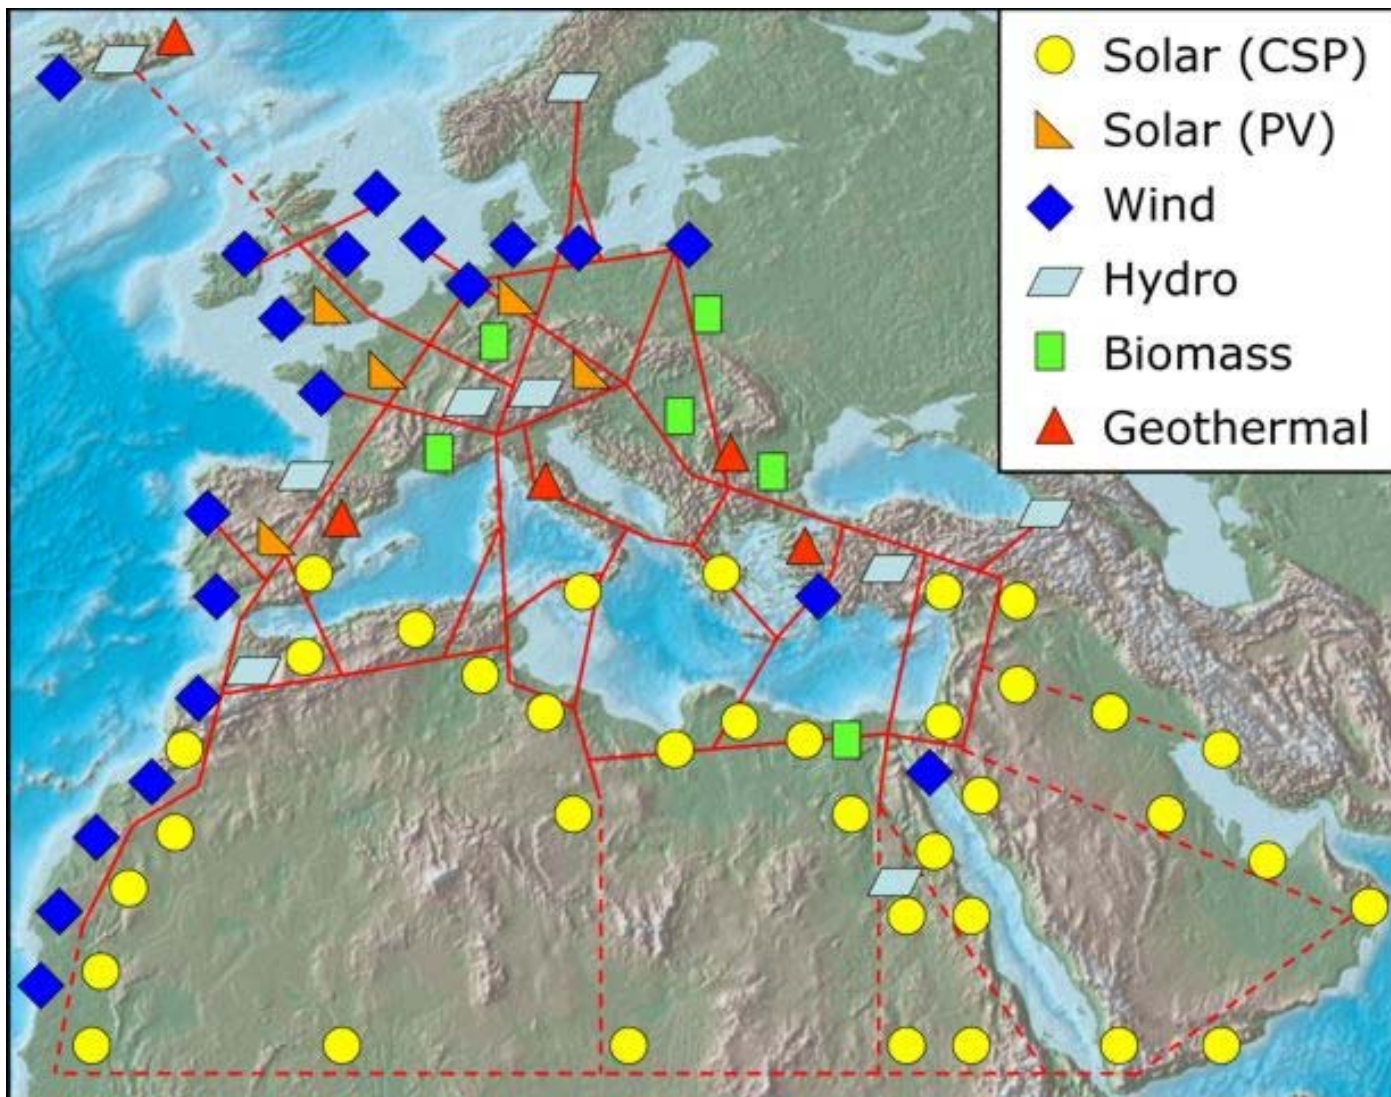 Solar (CSP)
Solar (PV)
Wind
Hydro
Biomass
Geothermal